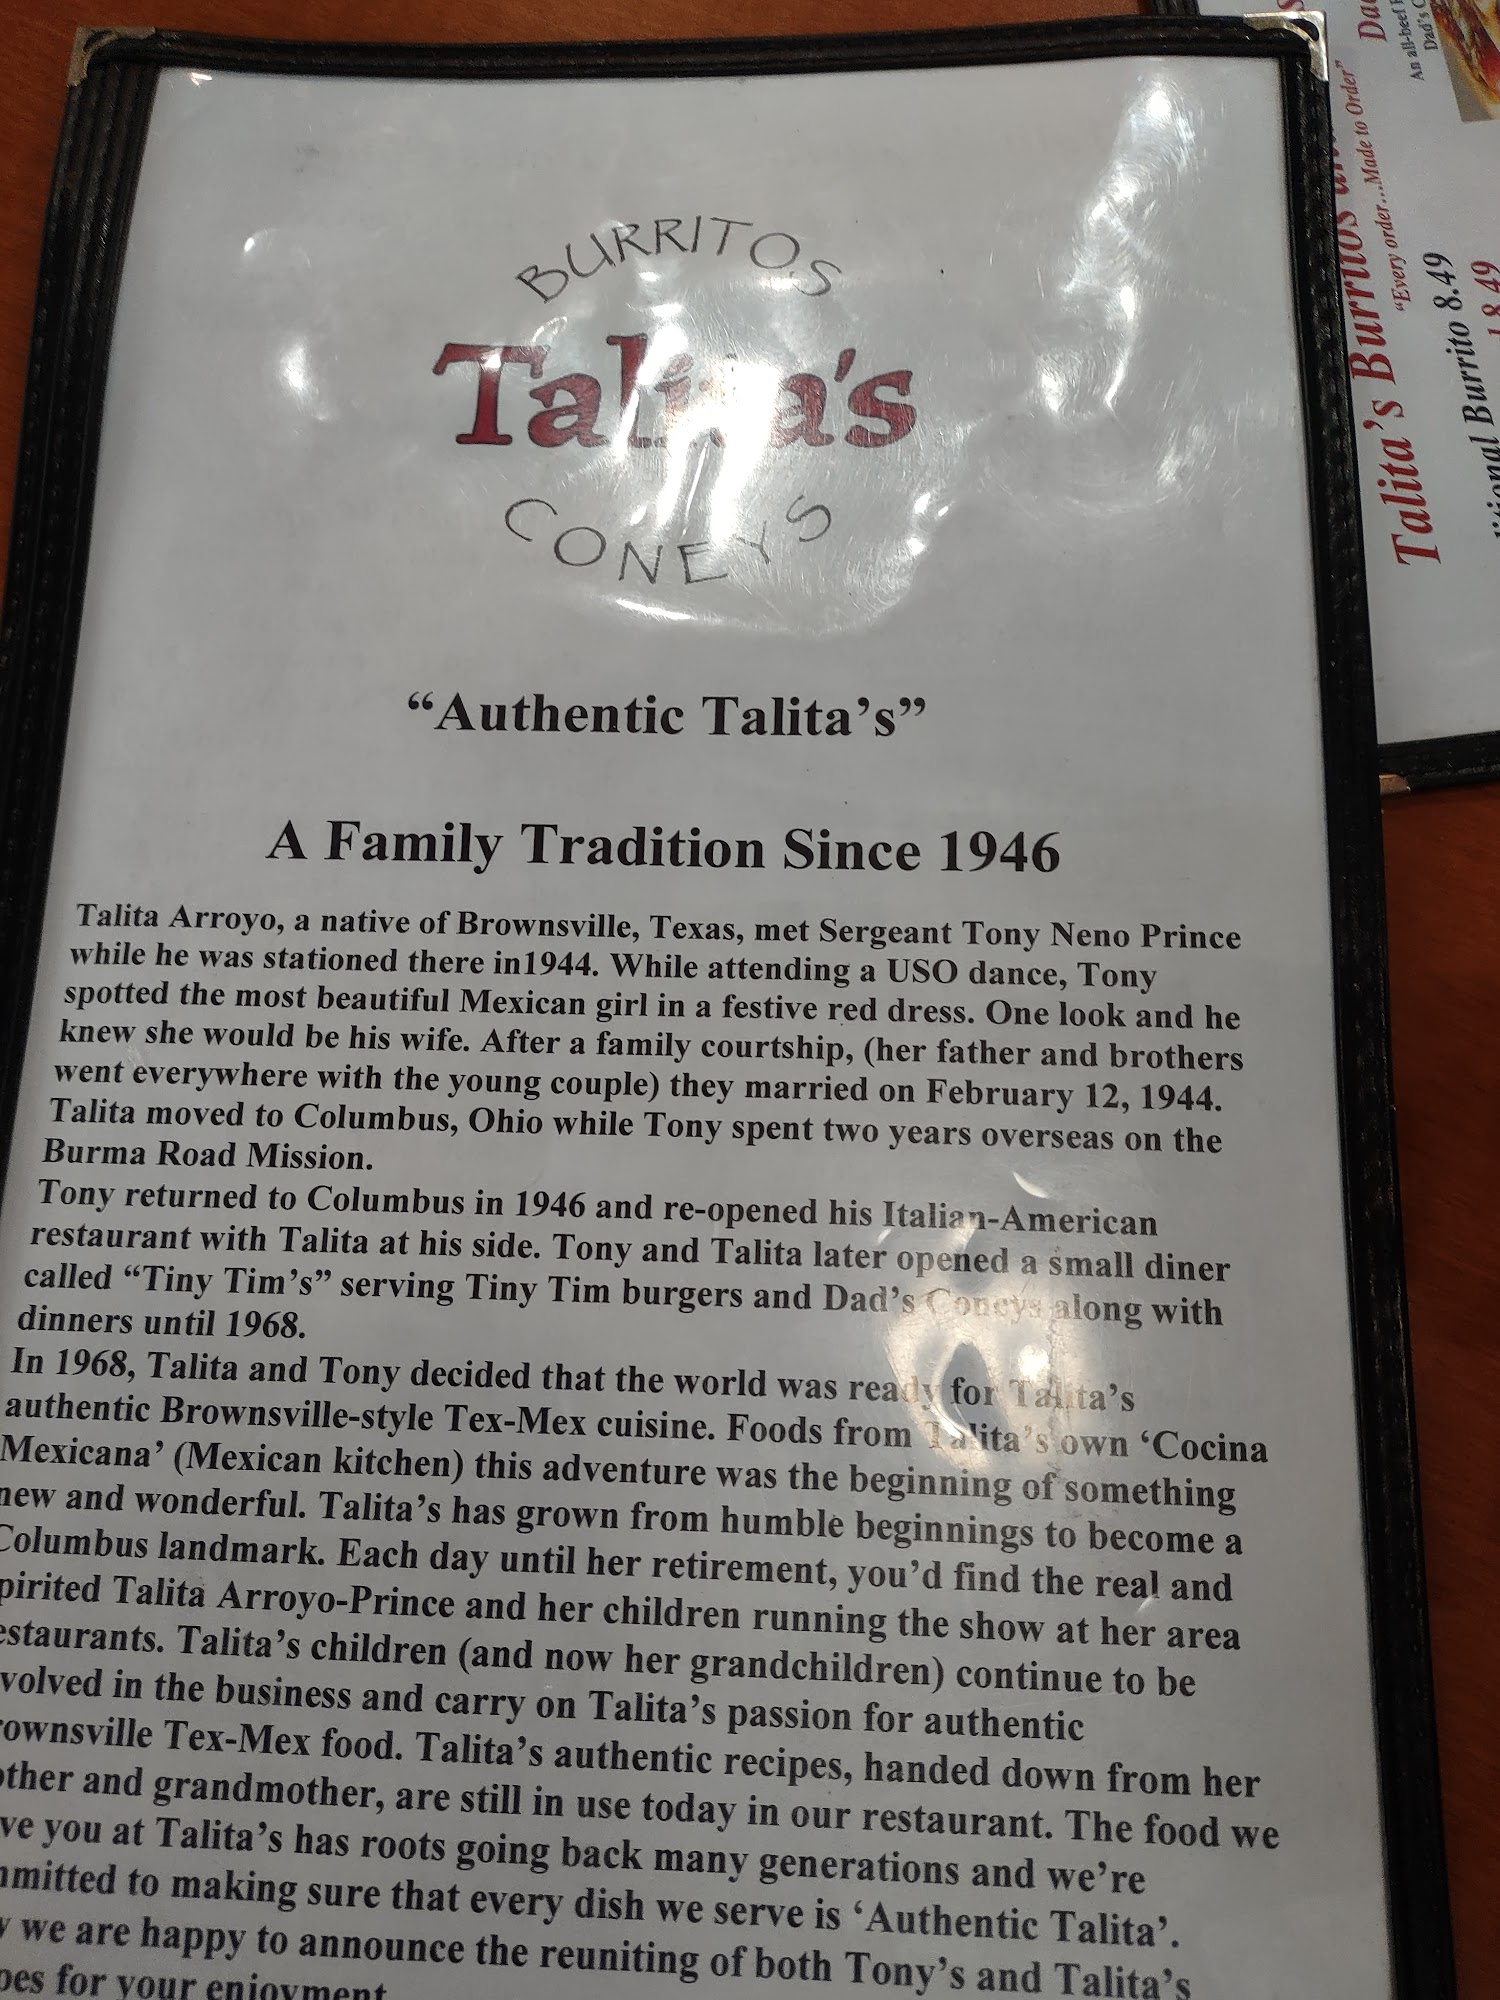 BURRITOS
Talita's
CONEYS
“Authentic Talita’s”
A Family Tradition Since 1946
Talita Arroyo, a native of Brownsville, Texas, met Sergeant Tony Neno Prince
while he was stationed there in1944. While attending a USO dance, Tony
spotted the most beautiful Mexican girl in a festive red dress. One look and he
knew she would be his wife. After a family courtship, (her father and brothers
went everywhere with the young couple) they married on February 12, 1944.
Talita moved to Columbus, Ohio while Tony spent two years overseas on the
Burma Road Mission.
Tony returned to Columbus in 1946 and re-opened his Italian-American
restaurant with Talita at his side. Tony and Talita later opened a small diner
called “Tiny Tim’s” serving Tiny Tim burgers and Dad’s Coneys along with
dinners until 1968.
In 1968, Talita and Tony decided that the world was ready for Talita’s
authentic Brownsville-style Tex-Mex cuisine. Foods from Talita’s own ‘Cocina
Mexicana’ (Mexican kitchen) this adventure was the beginning of something
new and wonderful. Talita’s has grown from humble beginnings to become a
Columbus landmark. Each day until her retirement, you’d find the real and
pirited Talita Arroyo-Prince and her children running the show at her area
estaurants. Talita’s children (and now her grandchildren) continue to be
volved in the business and carry on Talita’s passion for authentic
ownsville Tex-Mex food. Talita’s authentic recipes, handed down from her
other and grandmother, are still in use today in our restaurant. The food we
ve you at Talita’s has roots going back many generations and we’re
mmitted to making sure that every dish we serve is ‘Authentic Talita’.
y we are happy to announce the reuniting of both Tony’s and Talita’s
pes for your enjoyment
Talita’s Burritos
“Every order...Made to Order”
itional Burrito 8.49
8.49
An all-beef
Dad's C